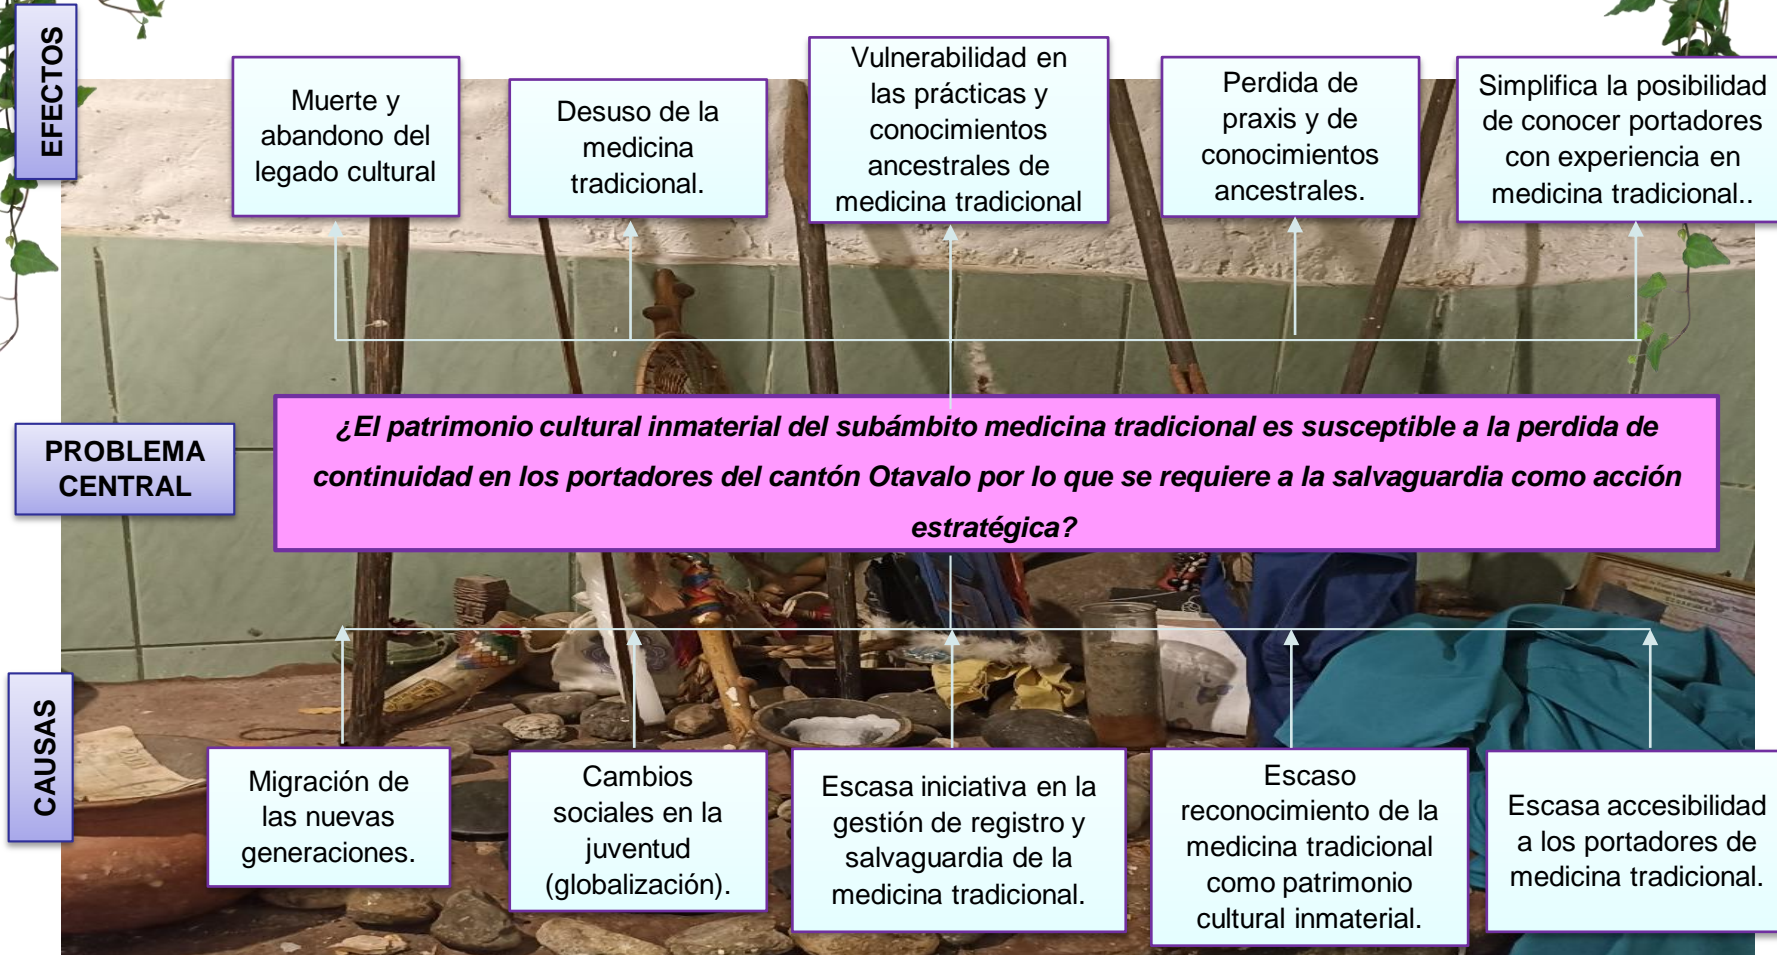 EFECTOS
Muerte y
abandono del
legado cultural
Desuso de la
medicina
tradicional.
Vulnerabilidad en
las prácticas y
conocimientos
ancestrales de
medicina tradicional
Perdida de
praxis y de
conocimientos
ancestrales.
Simplifica la posibilidad
de conocer portadores
con experiencia en
medicina tradicional..
PROBLEMA
CENTRAL
¿El patrimonio cultural inmaterial del subámbito medicina tradicional es susceptible a la perdida de
continuidad en los portadores del cantón Otavalo por lo que se requiere a la salvaguardia como acción
estratégica?
CAUSAS
Migración de
las nuevas
generaciones.
Cambios
sociales en la
juventud
(globalización).
Escasa iniciativa en la
gestión de registro y
salvaguardia de la
medicina tradicional.
Escaso
reconocimiento de la
medicina tradicional
como patrimonio
cultural inmaterial.
Escasa accesibilidad
a los portadores de
medicina tradicional.